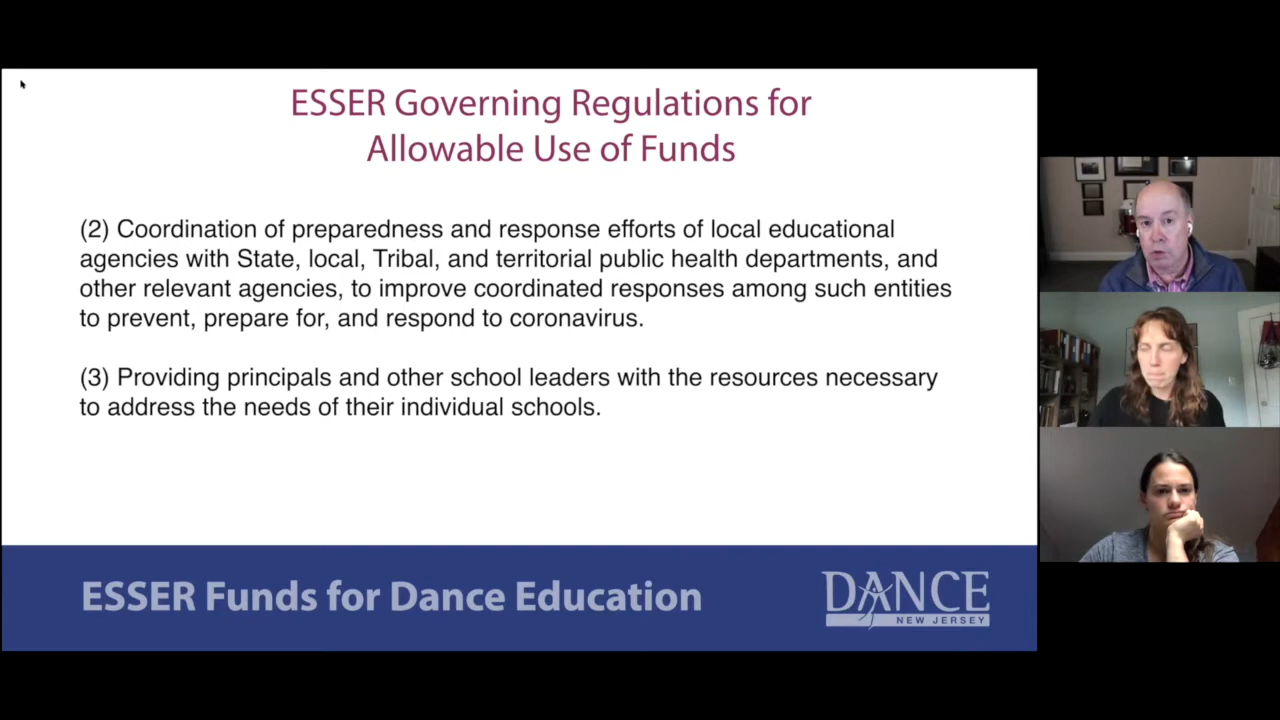 ESSER Governing Regulations for
Allowable Use of Funds
(2) Coordination of preparedness and response efforts of local educational
agencies with State, local, Tribal, and territorial public health departments, and
other relevant agencies, to improve coordinated responses among such entities
to prevent, prepare for, and respond to coronavirus.
(3) Providing principals and other school leaders with the resources necessary
to address the needs of their individual schools.
ESSER Funds for Dance Education
DANCE
NEW JERSEY